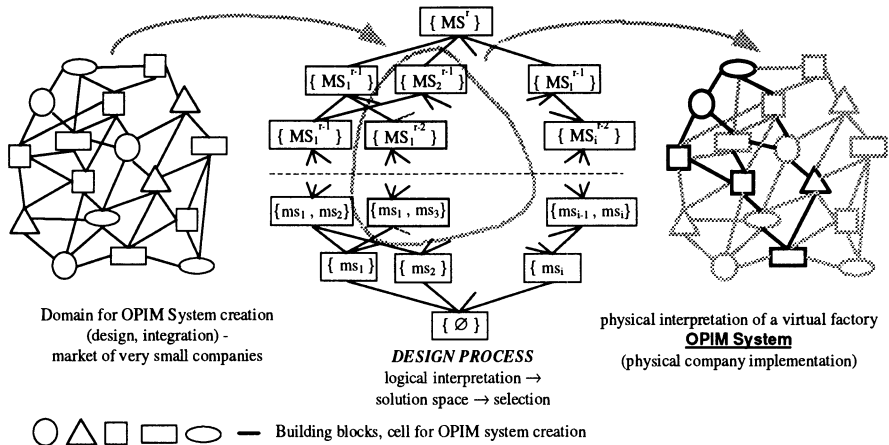 { MS^r }
{ MS_1^{r-1} } { MS_2^{r-1} } { MS_1^{r-1} }
{ MS_1^{r-1} } { MS_1^{r-2} } { MS_i^{r-2} }
{ms_1 , ms_2} {ms_1 , ms_3} {ms_{i-1} , ms_i}
{ ms_1 } { ms_2 } { ms_i }
{ ∅ }
Domain for OPIM System creation
(design, integration) -
market of very small companies
DESIGN PROCESS
logical interpretation →
solution space → selection
physical interpretation of a virtual factory
OPIM System
(physical company implementation)
Building blocks, cell for OPIM system creation